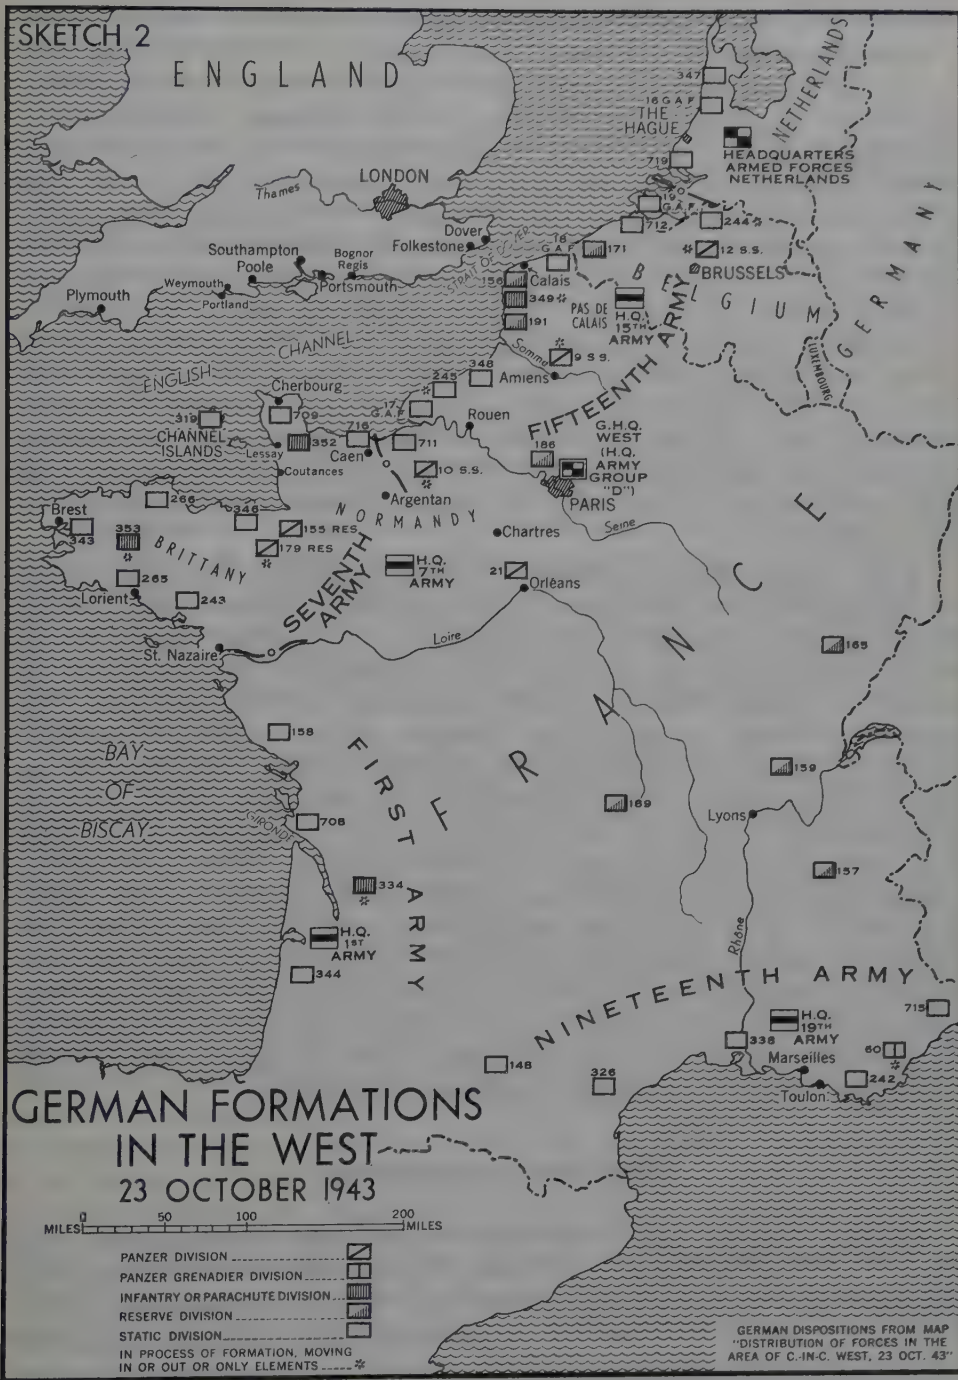 SKETCH 2
ENGLAND
NETHERLANDS
GERMANY
347
16 G.A.F.
THE
HAGUE
719
HEADQUARTERS
ARMED FORCES
NETHERLANDS
Thames
LONDON
19
G.A.F.
712
244*
Dover
Folkestone
STRAIT OF DOVER
18
G.A.F.
171
* 12 S.S.
BRUSSELS
BELGIUM
LUXEMBOURG
Southampton
Poole
Bognor
Regis
Weymouth
Portland
Portsmouth
Plymouth
156
Calais
349*
191
PAS DE
CALAIS
H.Q.
15TH
ARMY
FIFTEENTH ARMY
ENGLISH CHANNEL
Somme
*
9 S.S.
Amiens
348
245
*
17
G.A.F.
Cherbourg
709
319
CHANNEL
ISLANDS
352
Lessay
Coutances
716
Caen
711
Rouen
10 S.S.
*
186
G.H.Q.
WEST
(H.Q.
ARMY
GROUP
"D")
PARIS
Seine
Argentan
NORMANDY
Chartres
Brest
343
266
346
353
*
BRITTANY
155 RES
179 RES
*
265
Lorient
243
SEVENTH
ARMY
H.Q.
7TH
ARMY
21
Orléans
St. Nazaire
Loire
FRANCE
165
BAY
OF
BISCAY
158
FIRST ARMY
708
GIRONDE
159
189
Lyons
157
334
*
H.Q.
1ST
ARMY
344
Rhône
NINETEENTH ARMY
715
H.Q.
19TH
ARMY
338
60
*
Marseilles
242
Toulon
148
326
GERMAN FORMATIONS
IN THE WEST
23 OCTOBER 1943
0 50 100 200
MILES MILES
PANZER DIVISION
PANZER GRENADIER DIVISION
INFANTRY OR PARACHUTE DIVISION
RESERVE DIVISION
STATIC DIVISION
IN PROCESS OF FORMATION, MOVING
IN OR OUT OR ONLY ELEMENTS *
GERMAN DISPOSITIONS FROM MAP
"DISTRIBUTION OF FORCES IN THE
AREA OF C.-IN-C. WEST, 23 OCT. 43"